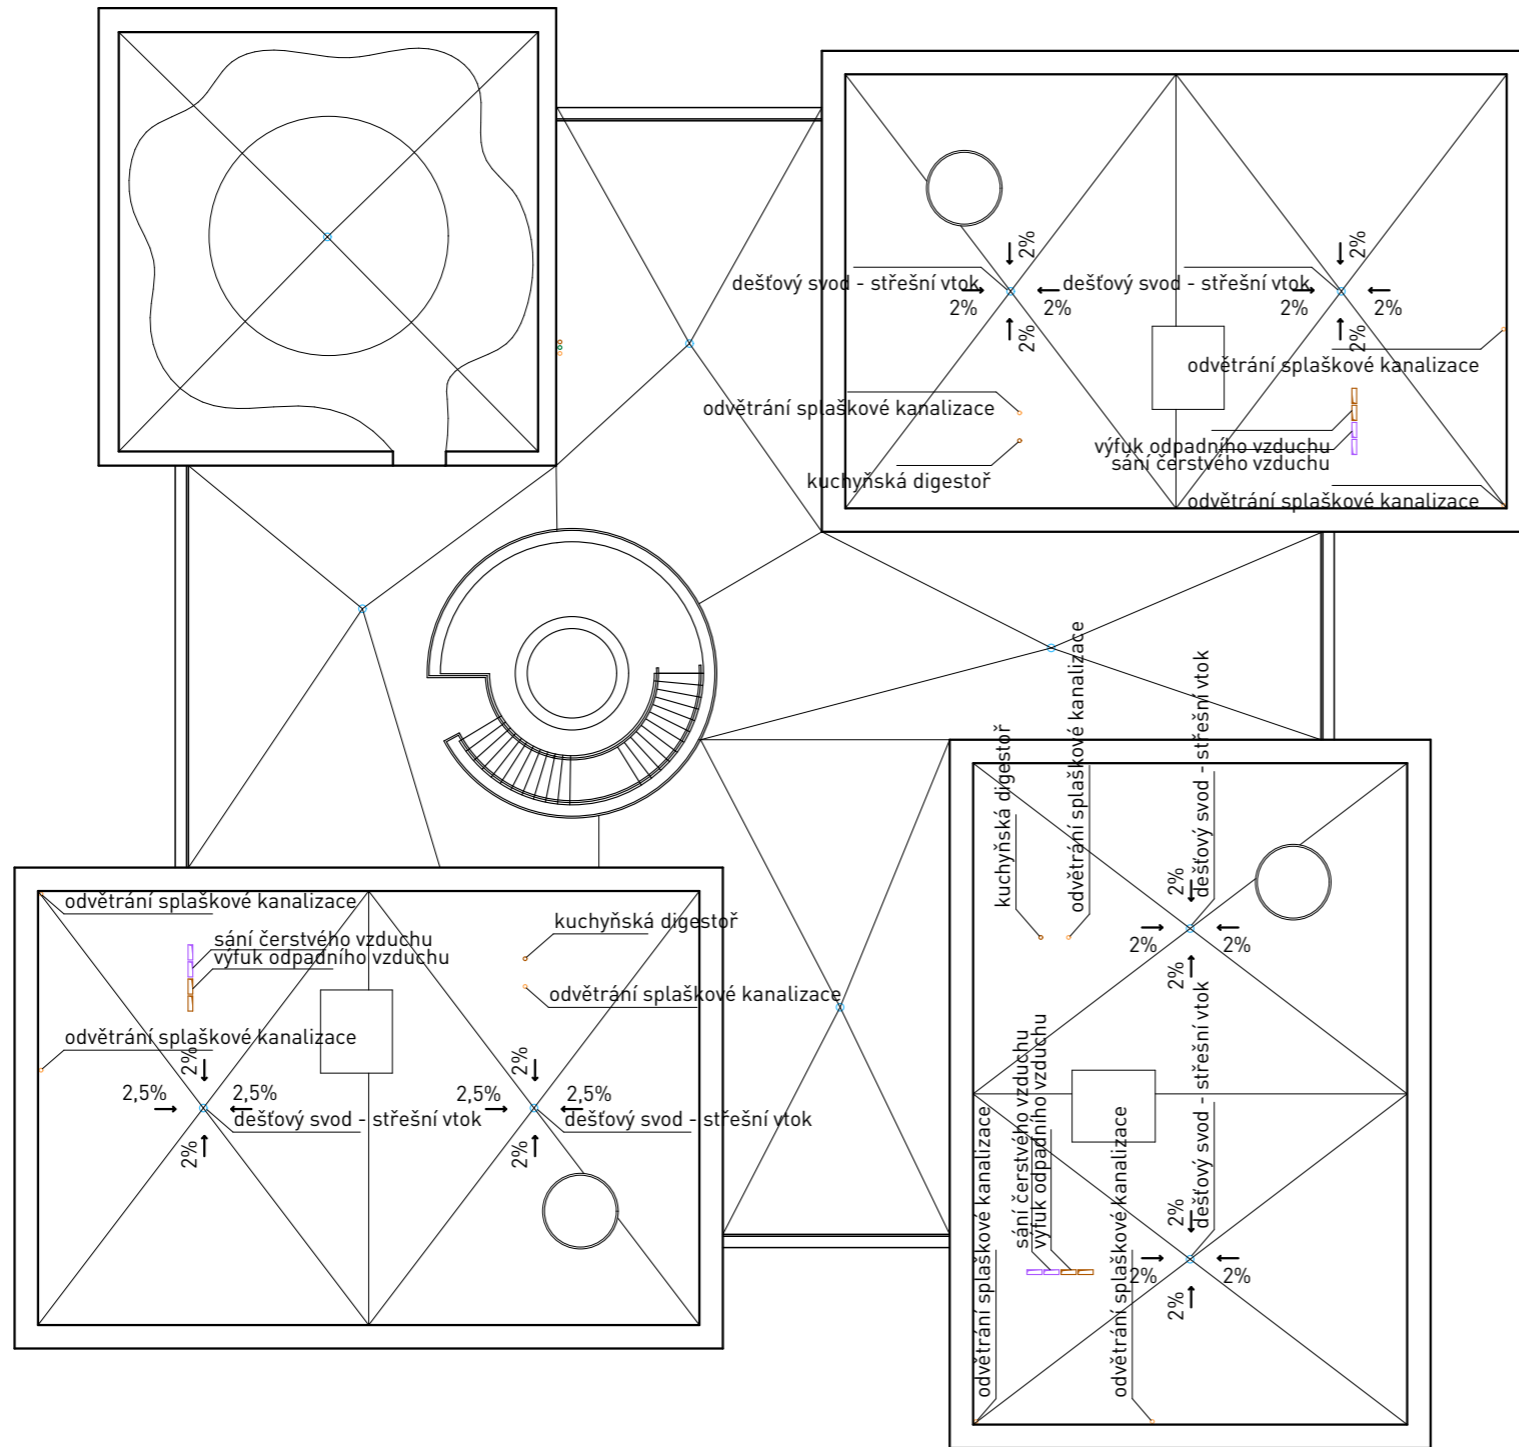 2%
dešťový svod - střešní vtok
2%
2%
2%
2%
dešťový svod - střešní vtok
2%
2%
2%
odvětrání splaškové kanalizace
odvětrání splaškové kanalizace
výfuk odpadního vzduchu
sání čerstvého vzduchu
kuchyňská digestoř
odvětrání splaškové kanalizace
kuchyňská digestoř
odvětrání splaškové kanalizace
dešťový svod - střešní vtok
2%
2%
2%
2%
odvětrání splaškové kanalizace
sání čerstvého vzduchu
výfuk odpadního vzduchu
kuchyňská digestoř
odvětrání splaškové kanalizace
odvětrání splaškové kanalizace
2%
2,5%
2,5%
dešťový svod - střešní vtok
2%
2%
2,5%
2,5%
dešťový svod - střešní vtok
2%
odvětrání splaškové kanalizace
sání čerstvého vzduchu
výfuk odpadního vzduchu
odvětrání splaškové kanalizace
dešťový svod - střešní vtok
2%
2%
2%
2%